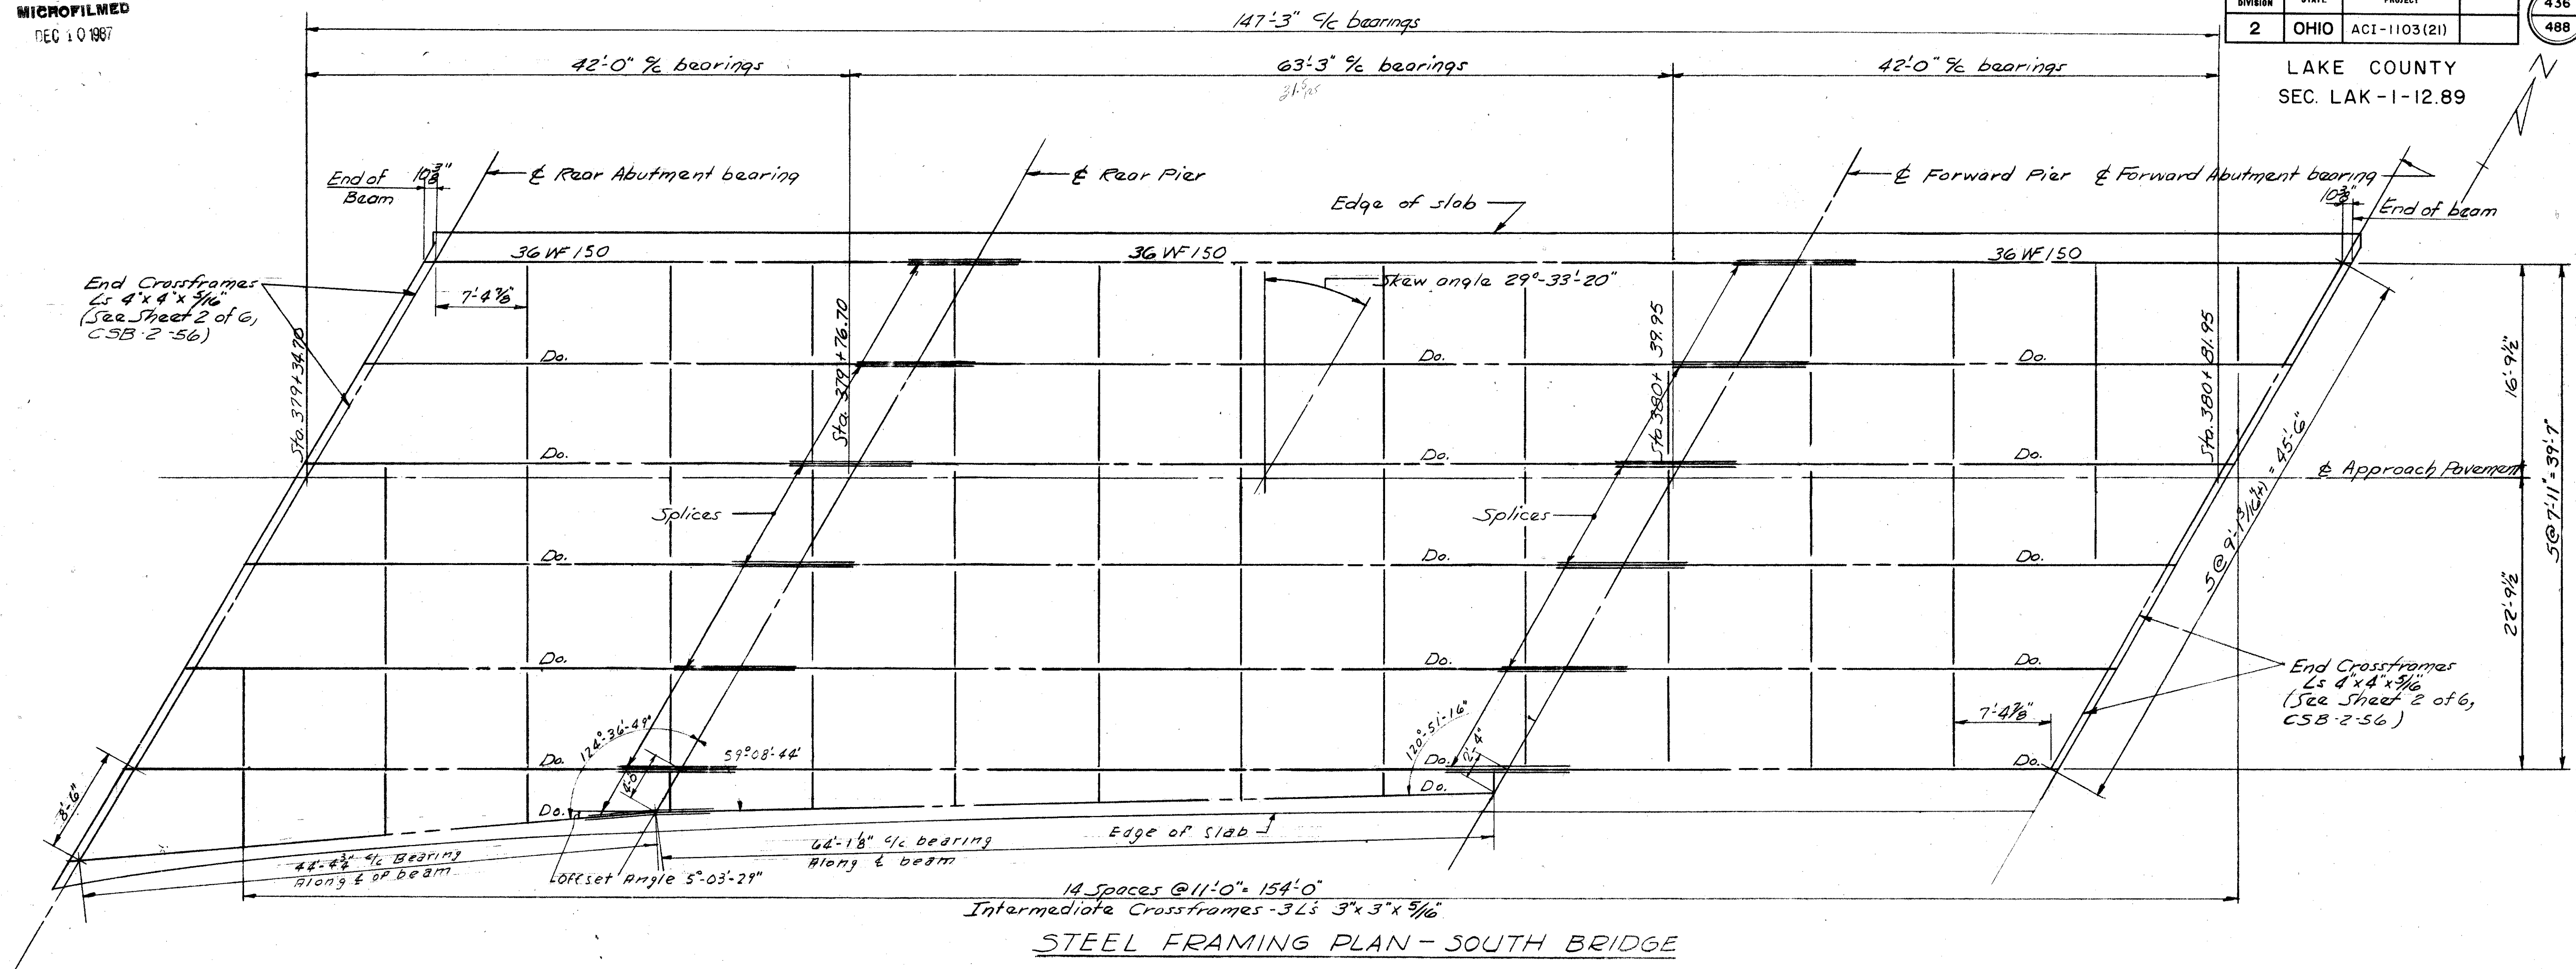 MICROFILMED
DEC 10 1987
DIVISION STATE PROJECT
2 OHIO ACI-1103(21)
436
488
LAKE COUNTY
SEC. LAK-1-12.89
N
147'-3" c/c bearings
42'-0" c/c bearings
63'-3" c/c bearings
42'-0" c/c bearings
End of Beam
10 3/8"
℄ Rear Abutment bearing
℄ Rear Pier
Edge of slab
℄ Forward Pier
℄ Forward Abutment bearing
10 3/8"
End of beam
36 WF 150
36 WF 150
36 WF 150
End Crossframes
Ls 4"x4"x5/16"
(See Sheet 2 of 6,
CSB-2-56)
7'-4 7/8"
Skew angle 29°-33'-20"
Sta. 379+34.70
Sta. 379+76.70
Sta 380+39.95
Sta. 380+81.95
Do.
Do.
Do.
Do.
Do.
Do.
℄ Approach Pavement
16'-9 1/2"
22'-9 1/2"
5@7'-11"=39'-7"
5@9'-1 3/16"(+)=45'-6"
Splices
Splices
Do.
Do.
Do.
Do.
Do.
Do.
End Crossframes
Ls 4"x4"x5/16"
(See Sheet 2 of 6,
CSB-2-56)
7'-4 7/8"
124°-36'-49"
59°-08'-44'
120°-51'-16"
2'-4"
4'-0"
Do.
Do.
Do.
Do.
Do.
8'-6"
44'-4 3/4" c/c Bearing
Along ℄ of beam
64'-1 1/8" c/c bearing
Along ℄ beam
Edge of Slab
Offset Angle 5°-03'-29"
14 Spaces @ 11'-0"= 154'-0"
Intermediate Crossframes-3 L's 3"x3"x5/16"
STEEL FRAMING PLAN - SOUTH BRIDGE